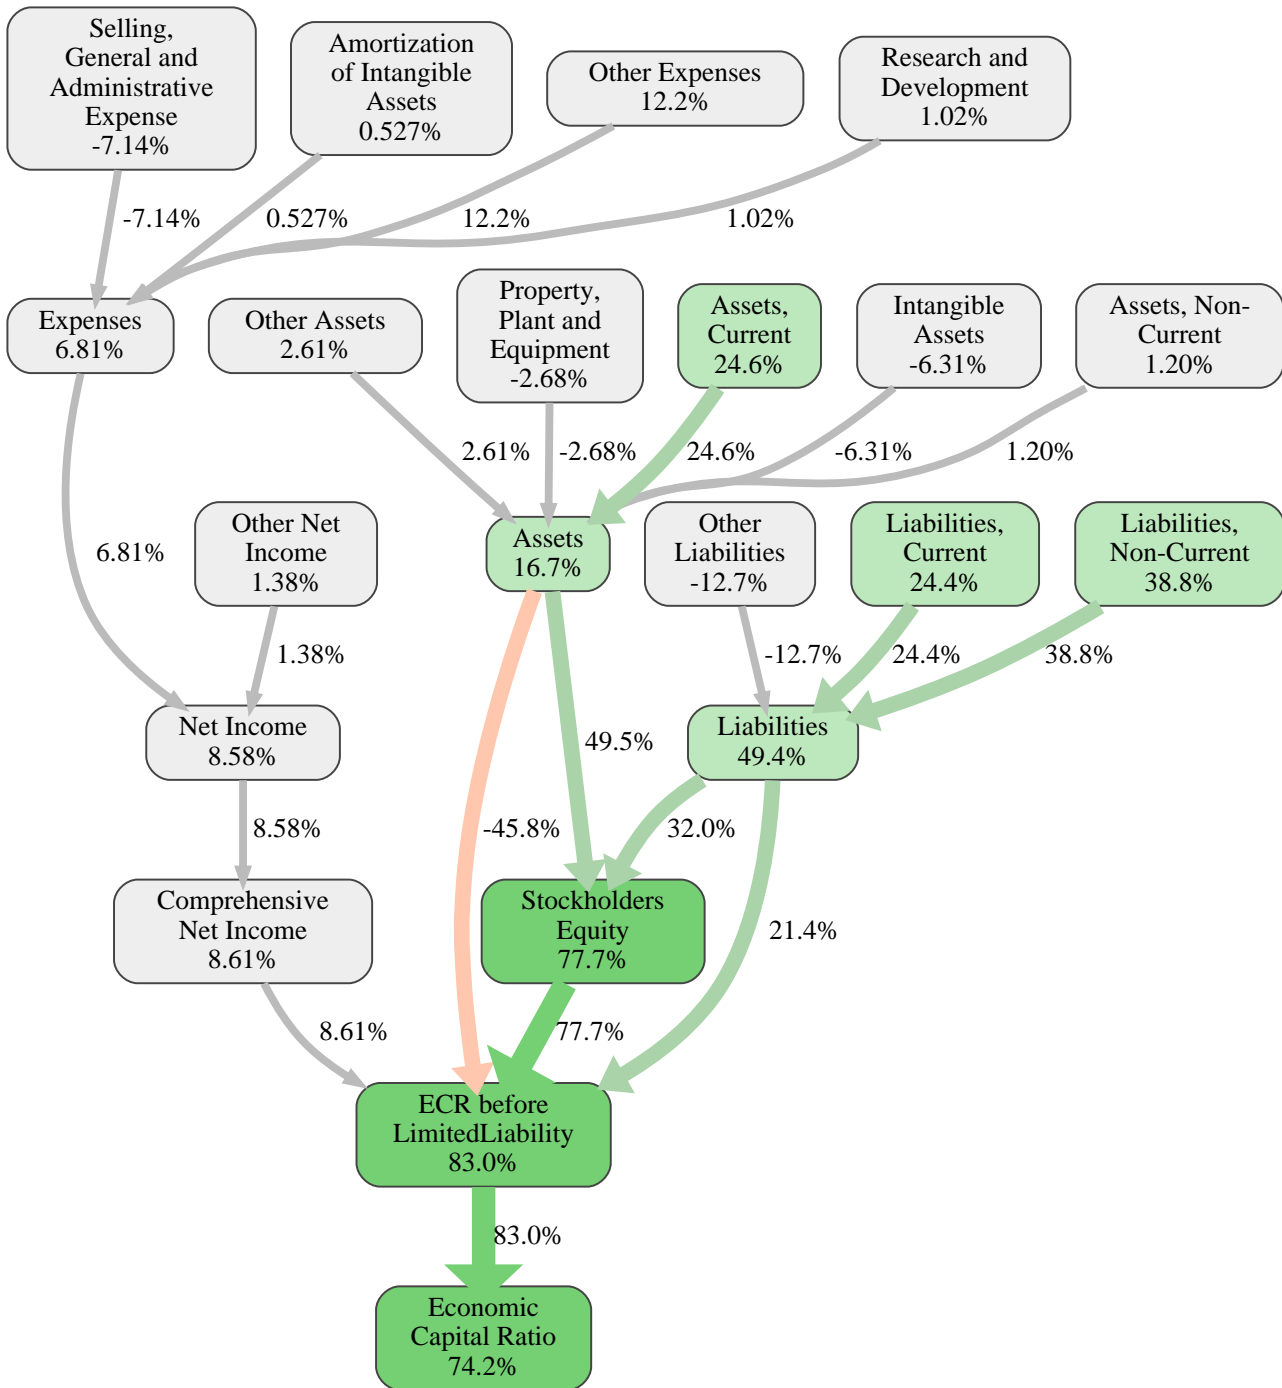 Selling,
General and
Administrative
Expense
-7.14%
Amortization
of Intangible
Assets
0.527%
Other Expenses
12.2%
Research and
Development
1.02%
-7.14%
0.527%
12.2%
1.02%
Expenses
6.81%
Other Assets
2.61%
Property,
Plant and
Equipment
-2.68%
Assets,
Current
24.6%
Intangible
Assets
-6.31%
Assets, Non-
Current
1.20%
2.61%
-2.68%
24.6%
-6.31%
1.20%
6.81%
Other Net
Income
1.38%
Assets
16.7%
Other
Liabilities
-12.7%
Liabilities,
Current
24.4%
Liabilities,
Non-Current
38.8%
1.38%
-12.7%
24.4%
38.8%
Net Income
8.58%
49.5%
Liabilities
49.4%
8.58%
-45.8%
32.0%
Comprehensive
Net Income
8.61%
Stockholders
Equity
77.7%
21.4%
8.61%
77.7%
ECR before
LimitedLiability
83.0%
83.0%
Economic
Capital Ratio
74.2%